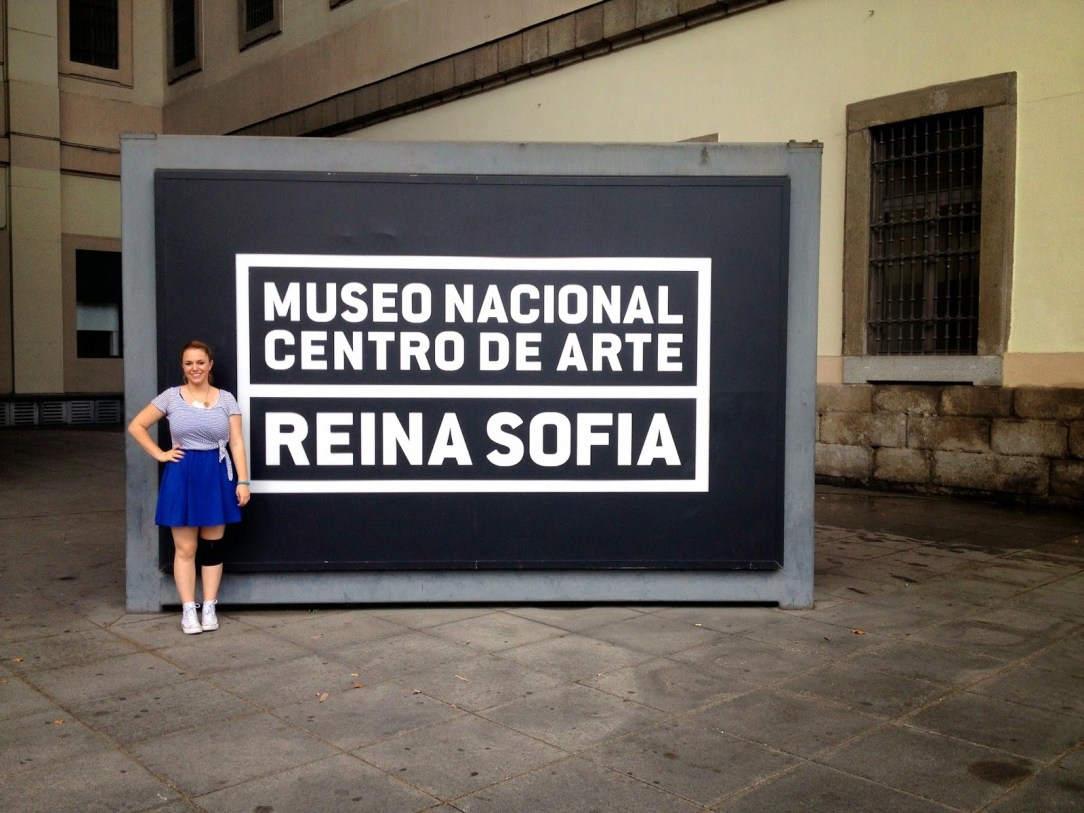 MUSEO NACIONAL
CENTRO DE ARTE
REINA SOFIA